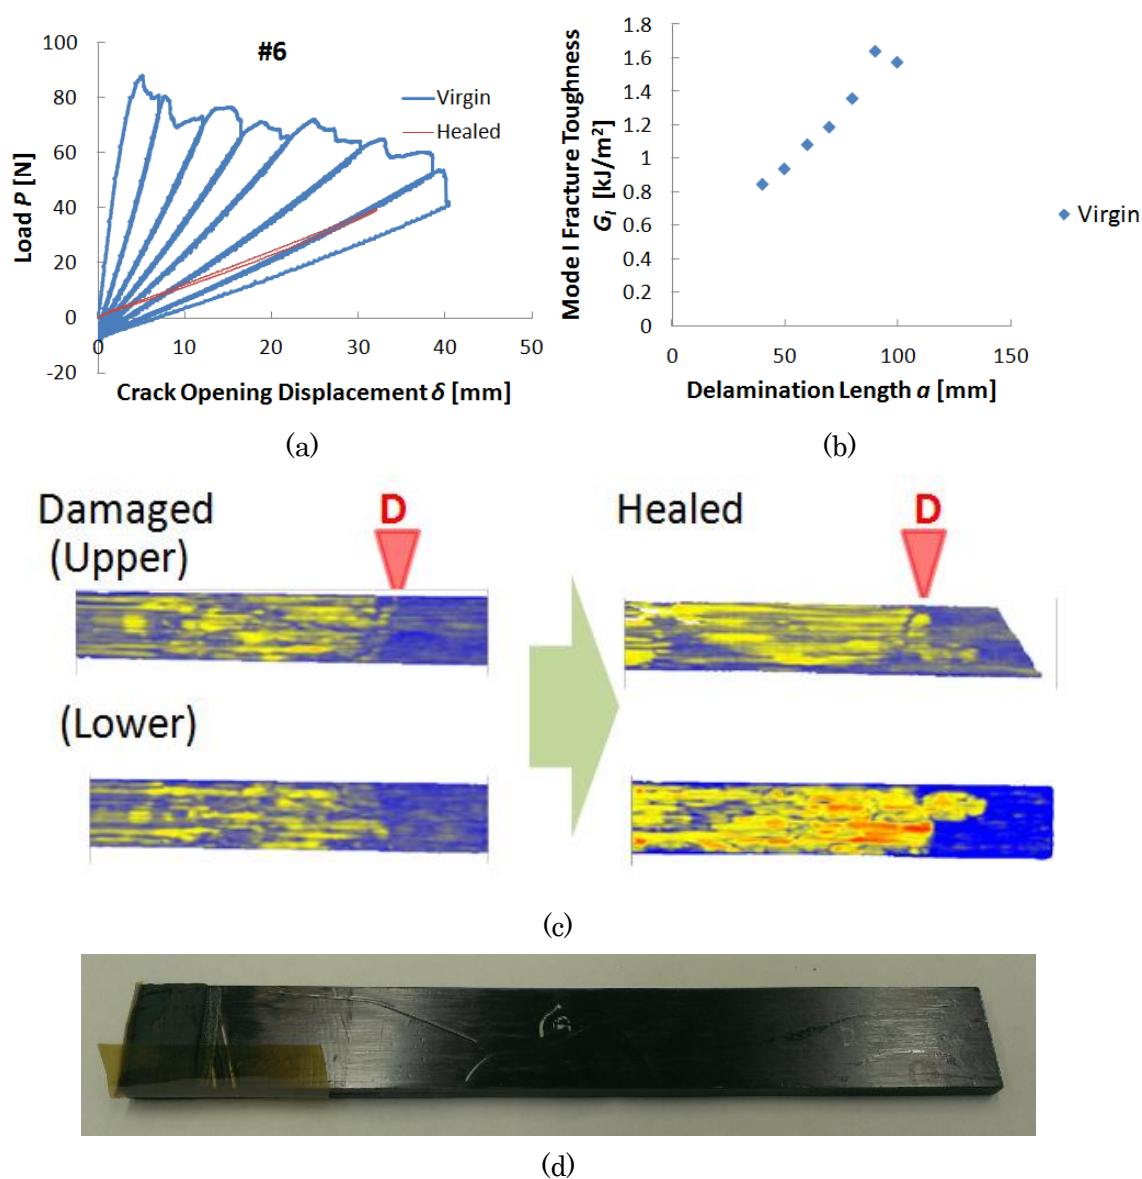 #6
100
80
60
40
20
0
-20
0
10
20
30
40
50
Load P [N]
Crack Opening Displacement δ [mm]
Virgin
Healed
(a)
1.8
1.6
1.4
1.2
1
0.8
0.6
0.4
0.2
0
0
50
100
150
Mode I Fracture Toughness
G_I [kJ/m²]
Delamination Length a [mm]
Virgin
(b)
Damaged
(Upper)
D
Healed
D
(Lower)
(c)
(d)